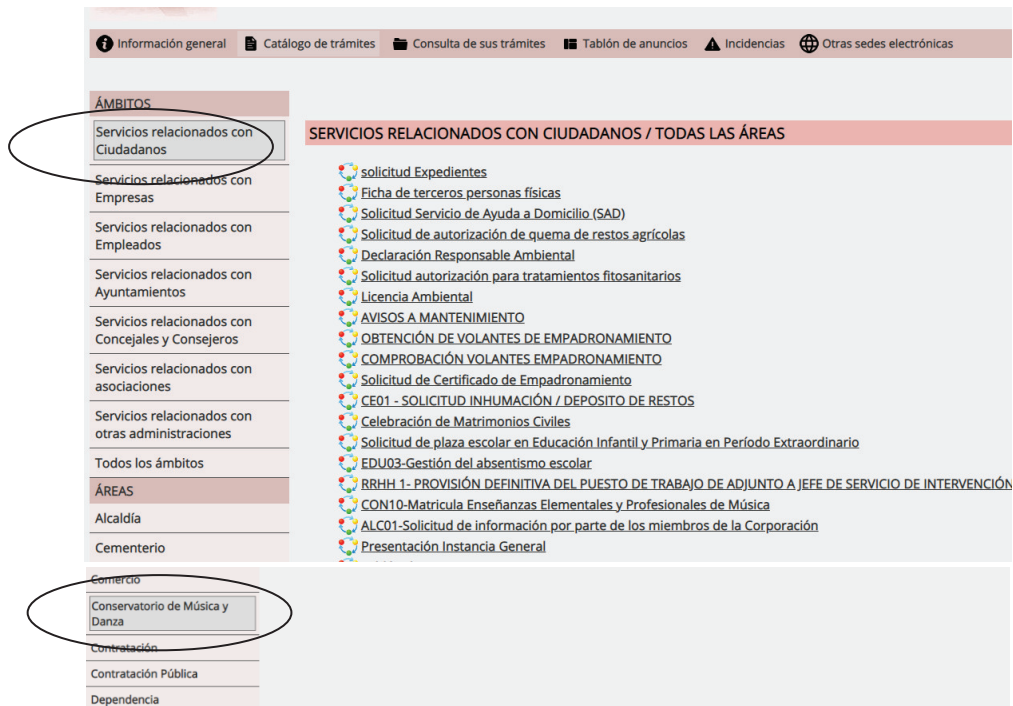 Información general Catálogo de trámites Consulta de sus trámites Tablón de anuncios Incidencias Otras sedes electrónicas
ÁMBITOS
Servicios relacionados con
Ciudadanos
Servicios relacionados con
Empresas
Servicios relacionados con
Empleados
Servicios relacionados con
Ayuntamientos
Servicios relacionados con
Concejales y Consejeros
Servicios relacionados con
asociaciones
Servicios relacionados con
otras administraciones
Todos los ámbitos
ÁREAS
Alcaldía
Cementerio
SERVICIOS RELACIONADOS CON CIUDADANOS / TODAS LAS ÁREAS
solicitud Expedientes
Ficha de terceros personas físicas
Solicitud Servicio de Ayuda a Domicilio (SAD)
Solicitud de autorización de quema de restos agrícolas
Declaración Responsable Ambiental
Solicitud autorización para tratamientos fitosanitarios
Licencia Ambiental
AVISOS A MANTENIMIENTO
OBTENCIÓN DE VOLANTES DE EMPADRONAMIENTO
COMPROBACIÓN VOLANTES EMPADRONAMIENTO
Solicitud de Certificado de Empadronamiento
CE01 - SOLICITUD INHUMACIÓN / DEPOSITO DE RESTOS
Celebración de Matrimonios Civiles
Solicitud de plaza escolar en Educación Infantil y Primaria en Período Extraordinario
EDU03-Gestión del absentismo escolar
RRHH 1- PROVISIÓN DEFINITIVA DEL PUESTO DE TRABAJO DE ADJUNTO A JEFE DE SERVICIO DE INTERVENCIÓN
CON10-Matricula Enseñanzas Elementales y Profesionales de Música
ALC01-Solicitud de información por parte de los miembros de la Corporación
Presentación Instancia General
Comercio
Conservatorio de Música y
Danza
Contratación
Contratación Pública
Dependencia